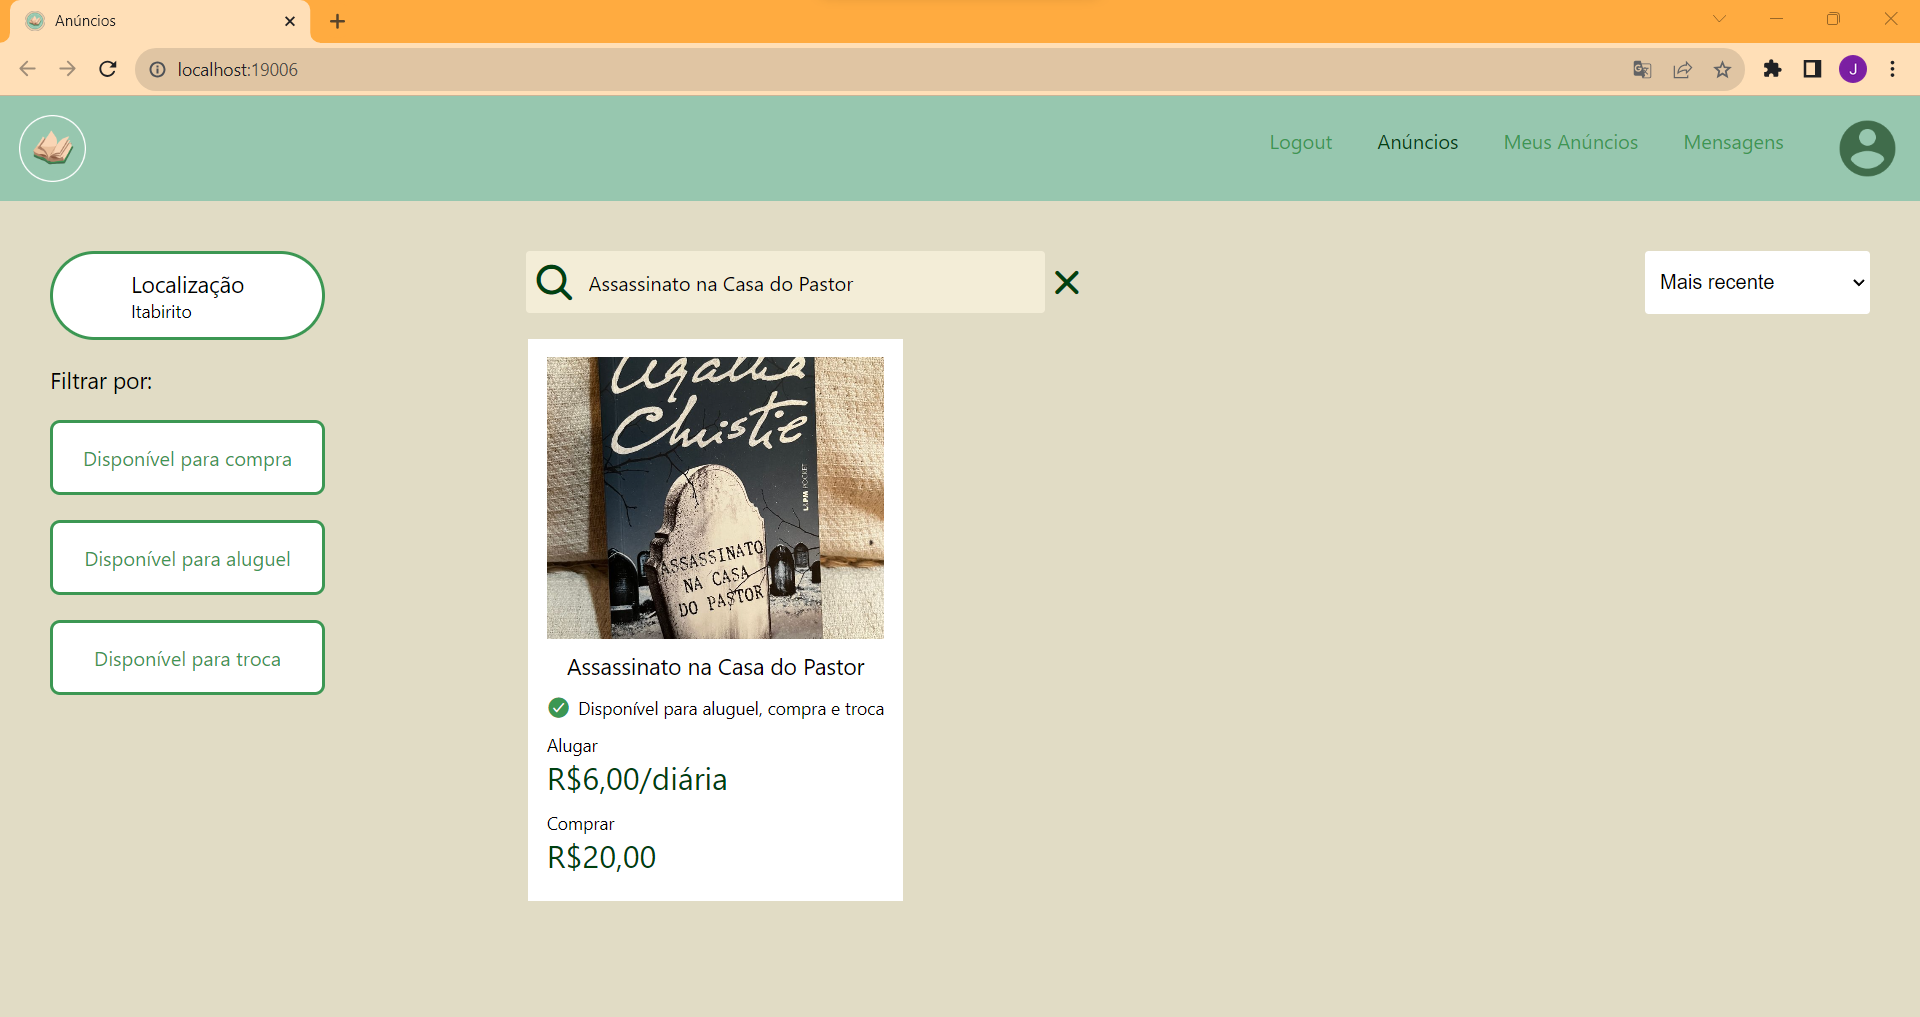 Anúncios
localhost:19006
J
Logout
Anúncios
Meus Anúncios
Mensagens
Localização
Itabirito
Assassinato na Casa do Pastor
Mais recente
Filtrar por:
Disponível para compra
Disponível para aluguel
Disponível para troca
Agatha
Christie
L&PM POCKET
ASSASSINATO
NA CASA
DO PASTOR
Assassinato na Casa do Pastor
Disponível para aluguel, compra e troca
Alugar
R$6,00/diária
Comprar
R$20,00